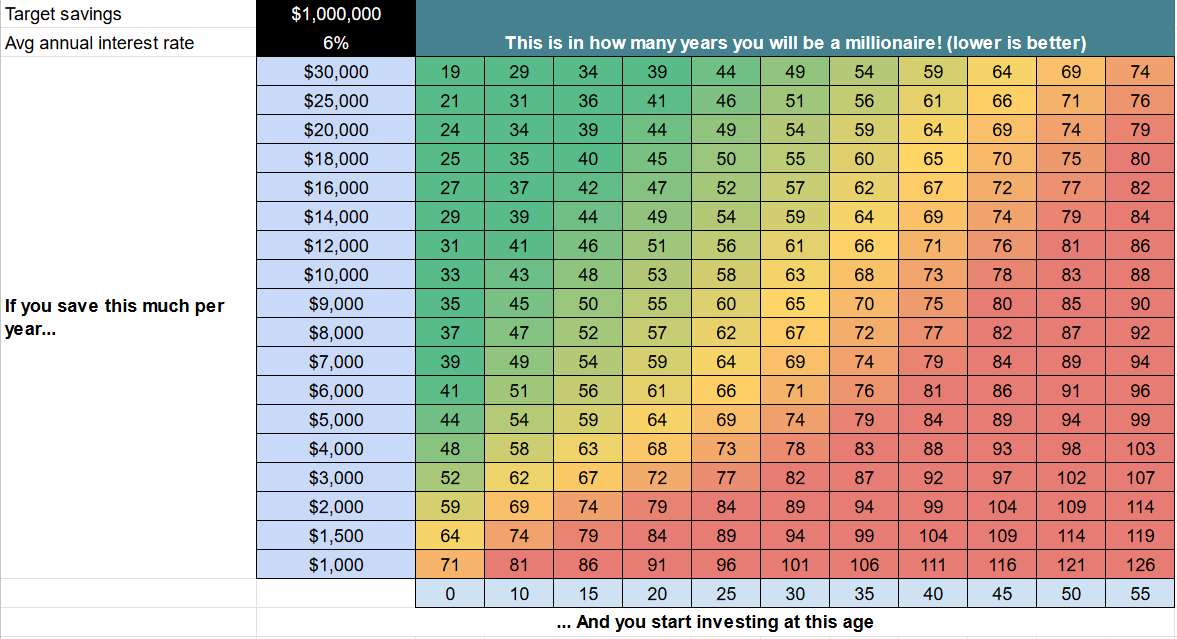 Target savings $1,000,000
Avg annual interest rate 6% This is in how many years you will be a millionaire! (lower is better)
$30,000 19 29 34 39 44 49 54 59 64 69 74
$25,000 21 31 36 41 46 51 56 61 66 71 76
$20,000 24 34 39 44 49 54 59 64 69 74 79
$18,000 25 35 40 45 50 55 60 65 70 75 80
$16,000 27 37 42 47 52 57 62 67 72 77 82
$14,000 29 39 44 49 54 59 64 69 74 79 84
$12,000 31 41 46 51 56 61 66 71 76 81 86
$10,000 33 43 48 53 58 63 68 73 78 83 88
If you save this much per
year...
$9,000 35 45 50 55 60 65 70 75 80 85 90
$8,000 37 47 52 57 62 67 72 77 82 87 92
$7,000 39 49 54 59 64 69 74 79 84 89 94
$6,000 41 51 56 61 66 71 76 81 86 91 96
$5,000 44 54 59 64 69 74 79 84 89 94 99
$4,000 48 58 63 68 73 78 83 88 93 98 103
$3,000 52 62 67 72 77 82 87 92 97 102 107
$2,000 59 69 74 79 84 89 94 99 104 109 114
$1,500 64 74 79 84 89 94 99 104 109 114 119
$1,000 71 81 86 91 96 101 106 111 116 121 126
0 10 15 20 25 30 35 40 45 50 55
... And you start investing at this age